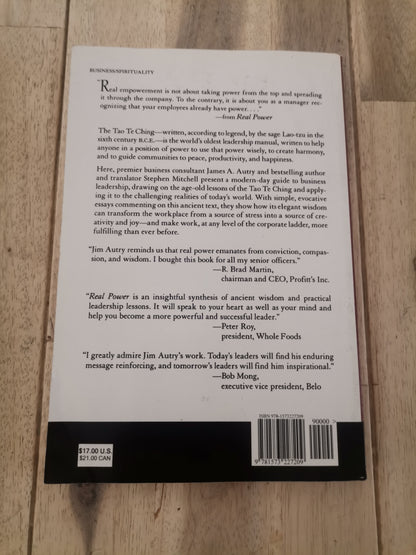 BUSINESS/SPIRITUALITY
"Real empowerment is not about taking power from the top and spreading
it through the company. To the contrary, it is about you as a manager rec-
ognizing that your employees already have power. . . ."
—from Real Power
The Tao Te Ching—written, according to legend, by the sage Lao-tzu in the
sixth century B.C.E.—is the world's oldest leadership manual, written to help
anyone in a position of power to use that power wisely, to create harmony,
and to guide communities to peace, productivity, and happiness.
Here, premier business consultant James A. Autry and bestselling author
and translator Stephen Mitchell present a modern-day guide to business
leadership, drawing on the age-old lessons of the Tao Te Ching and apply-
ing it to the challenging realities of today's world. With simple, evocative
essays commenting on this ancient text, they show how its elegant wisdom
can transform the workplace from a source of stress into a source of cre-
ativity and joy—and make work, at any level of the corporate ladder, more
fulfilling than ever before.
"Jim Autry reminds us that real power emanates from conviction, compas-
sion, and wisdom. I bought this book for all my senior officers."
—R. Brad Martin,
chairman and CEO, Proffit's Inc.
"Real Power is an insightful synthesis of ancient wisdom and practical
leadership lessons. It will speak to your heart as well as your mind and
help you become a more powerful and successful leader."
—Peter Roy,
president, Whole Foods
"I greatly admire Jim Autry's work. Today's leaders will find his enduring
message reinforcing, and tomorrow's leaders will find him inspirational."
—Bob Mong,
executive vice president, Belo
ISBN 978-1573227209
90000 >
9 781573 227209
$17.00 U.S.
$21.00 CAN